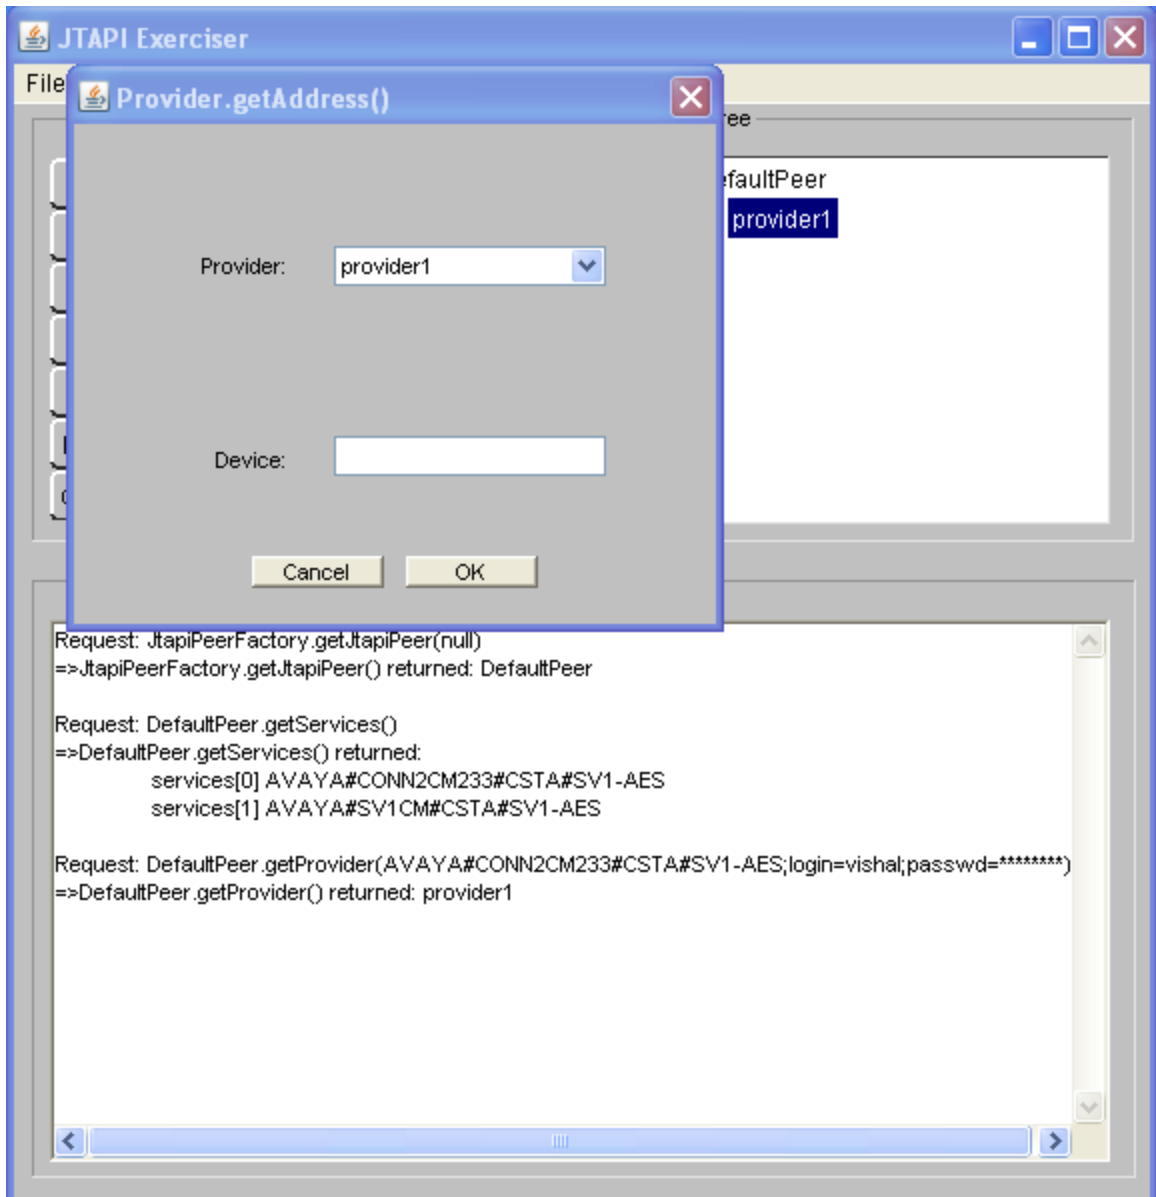 JTAPI Exerciser
File
Provider.getAddress()
ree
faultPeer
provider1
Provider:
provider1
Device:
Cancel
OK
Request: JtapiPeerFactory.getJtapiPeer(null)
=>JtapiPeerFactory.getJtapiPeer() returned: DefaultPeer
Request: DefaultPeer.getServices()
=>DefaultPeer.getServices() returned:
services[0] AVAYA#CONN2CM233#CSTA#SV1-AES
services[1] AVAYA#SV1CM#CSTA#SV1-AES
Request: DefaultPeer.getProvider(AVAYA#CONN2CM233#CSTA#SV1-AES;login=vishal;passwd=********)
=>DefaultPeer.getProvider() returned: provider1